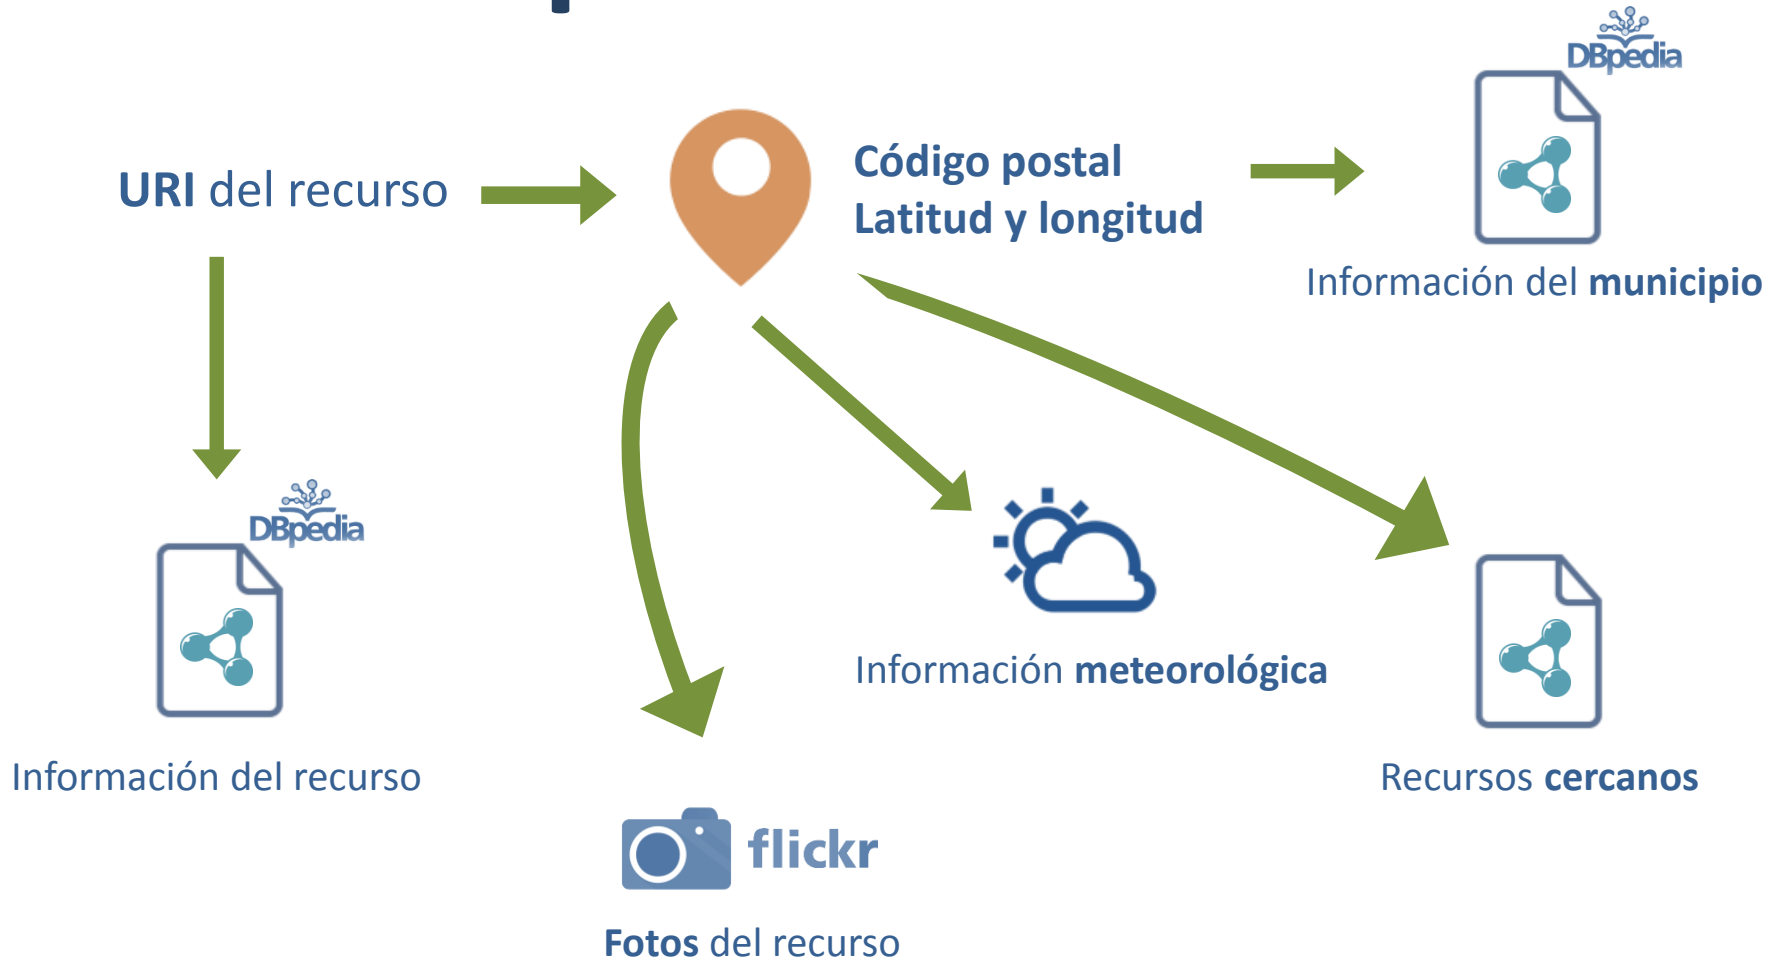 DBpedia
URI del recurso
Código postal
Latitud y longitud
Información del municipio
DBpedia
Información meteorológica
Información del recurso
Recursos cercanos
flickr
Fotos del recurso